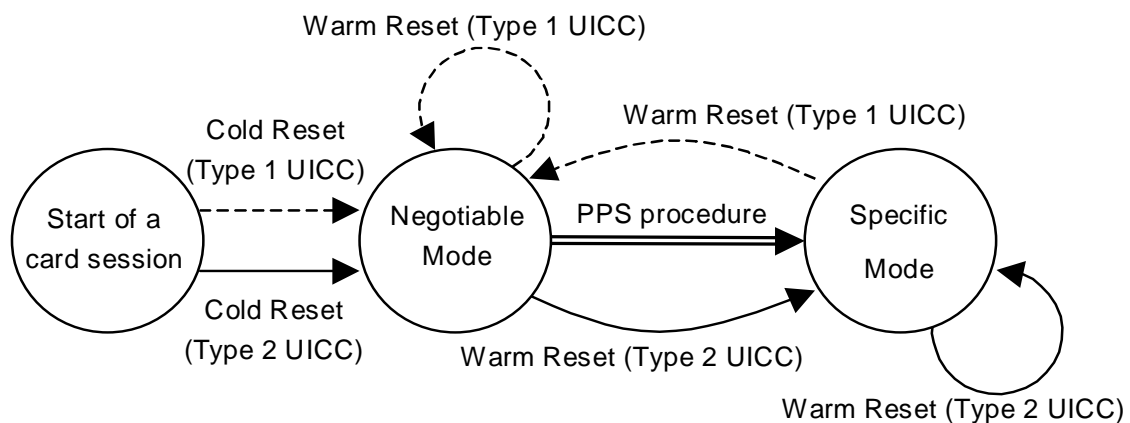 Warm Reset (Type 1 UICC)
Warm Reset (Type 1 UICC)
Cold Reset
(Type 1 UICC)
Start of a
card session
Negotiable
Mode
PPS procedure
Specific
Mode
Cold Reset
(Type 2 UICC)
Warm Reset (Type 2 UICC)
Warm Reset (Type 2 UICC)